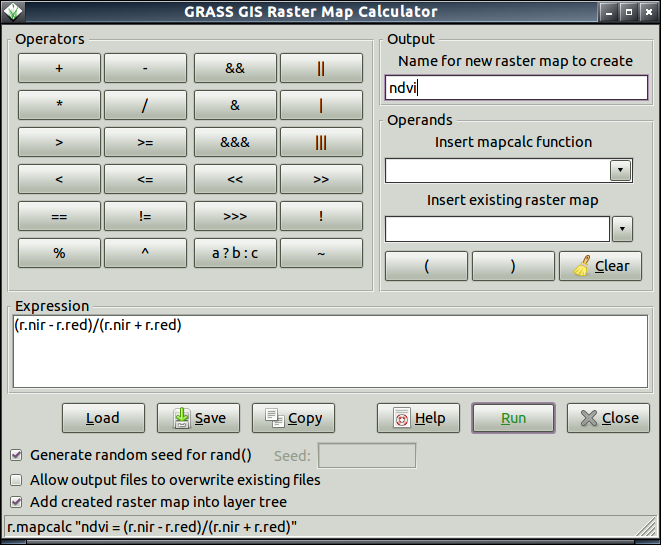 GRASS GIS Raster Map Calculator
Operators
+ - && ||
* / & |
> >= &&& |||
< <= << >>
== != >>> !
% ^ a ? b : c ~
Output
Name for new raster map to create
ndvi
Operands
Insert mapcalc function
Insert existing raster map
( ) Clear
Expression
(r.nir - r.red)/(r.nir + r.red)
Load Save Copy Help Run Close
Generate random seed for rand() Seed:
Allow output files to overwrite existing files
Add created raster map into layer tree
r.mapcalc "ndvi = (r.nir - r.red)/(r.nir + r.red)"